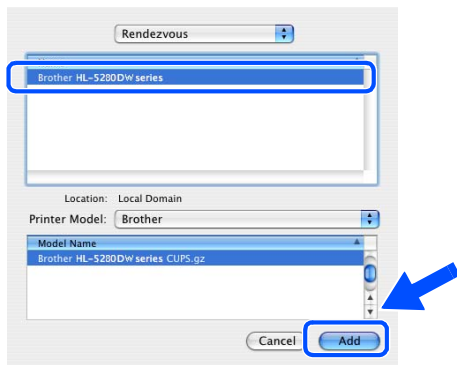 Rendezvous
Brother HL-5280DW series
Location: Local Domain
Printer Model: Brother
Model Name
Brother HL-5280DW series CUPS.gz
Cancel
Add